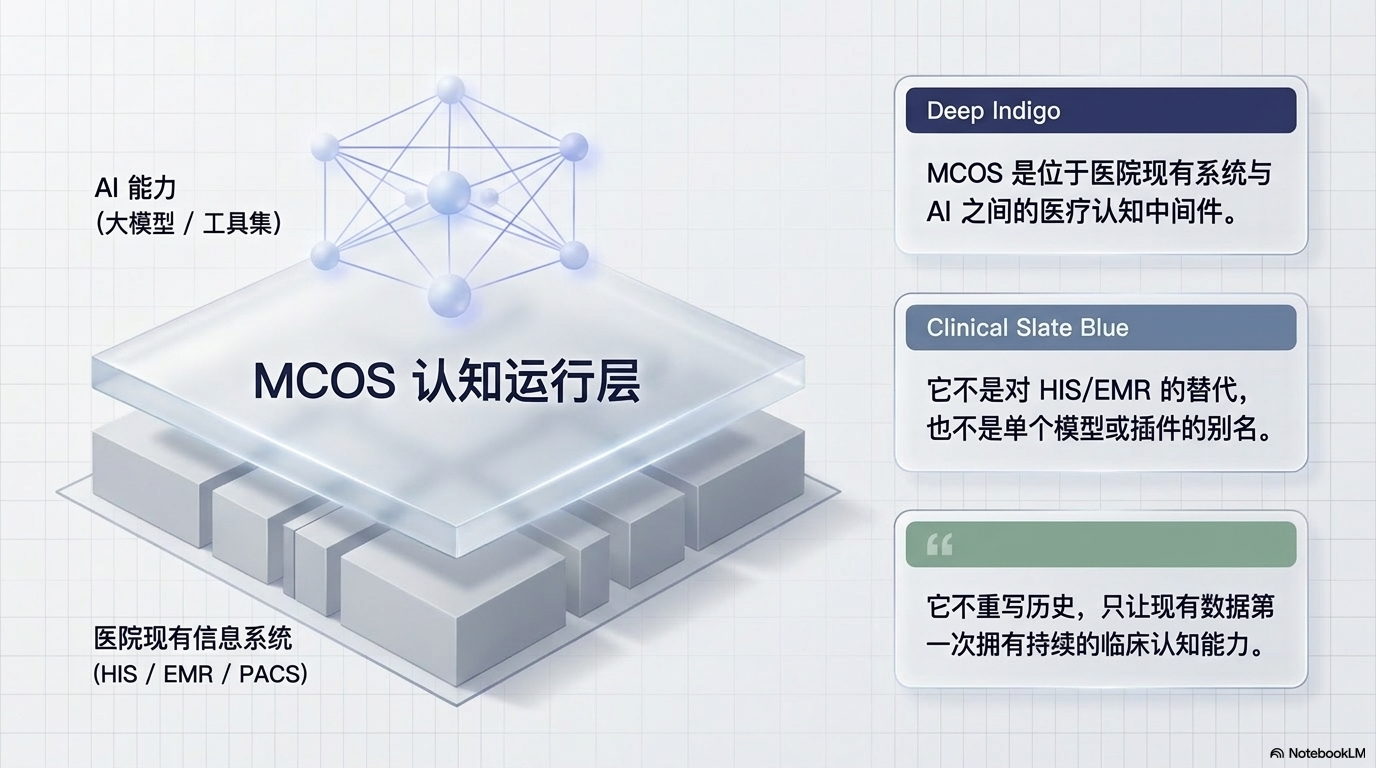 AI 能力
(大模型 / 工具集)
MCOS 认知运行层
医院现有信息系统
(HIS / EMR / PACS)
Deep Indigo
MCOS 是位于医院现有系统与
AI 之间的医疗认知中间件。
Clinical Slate Blue
它不是对 HIS/EMR 的替代，
也不是单个模型或插件的别名。
“
它不重写历史，只让现有数据第
一次拥有持续的临床认知能力。
NotebookLM